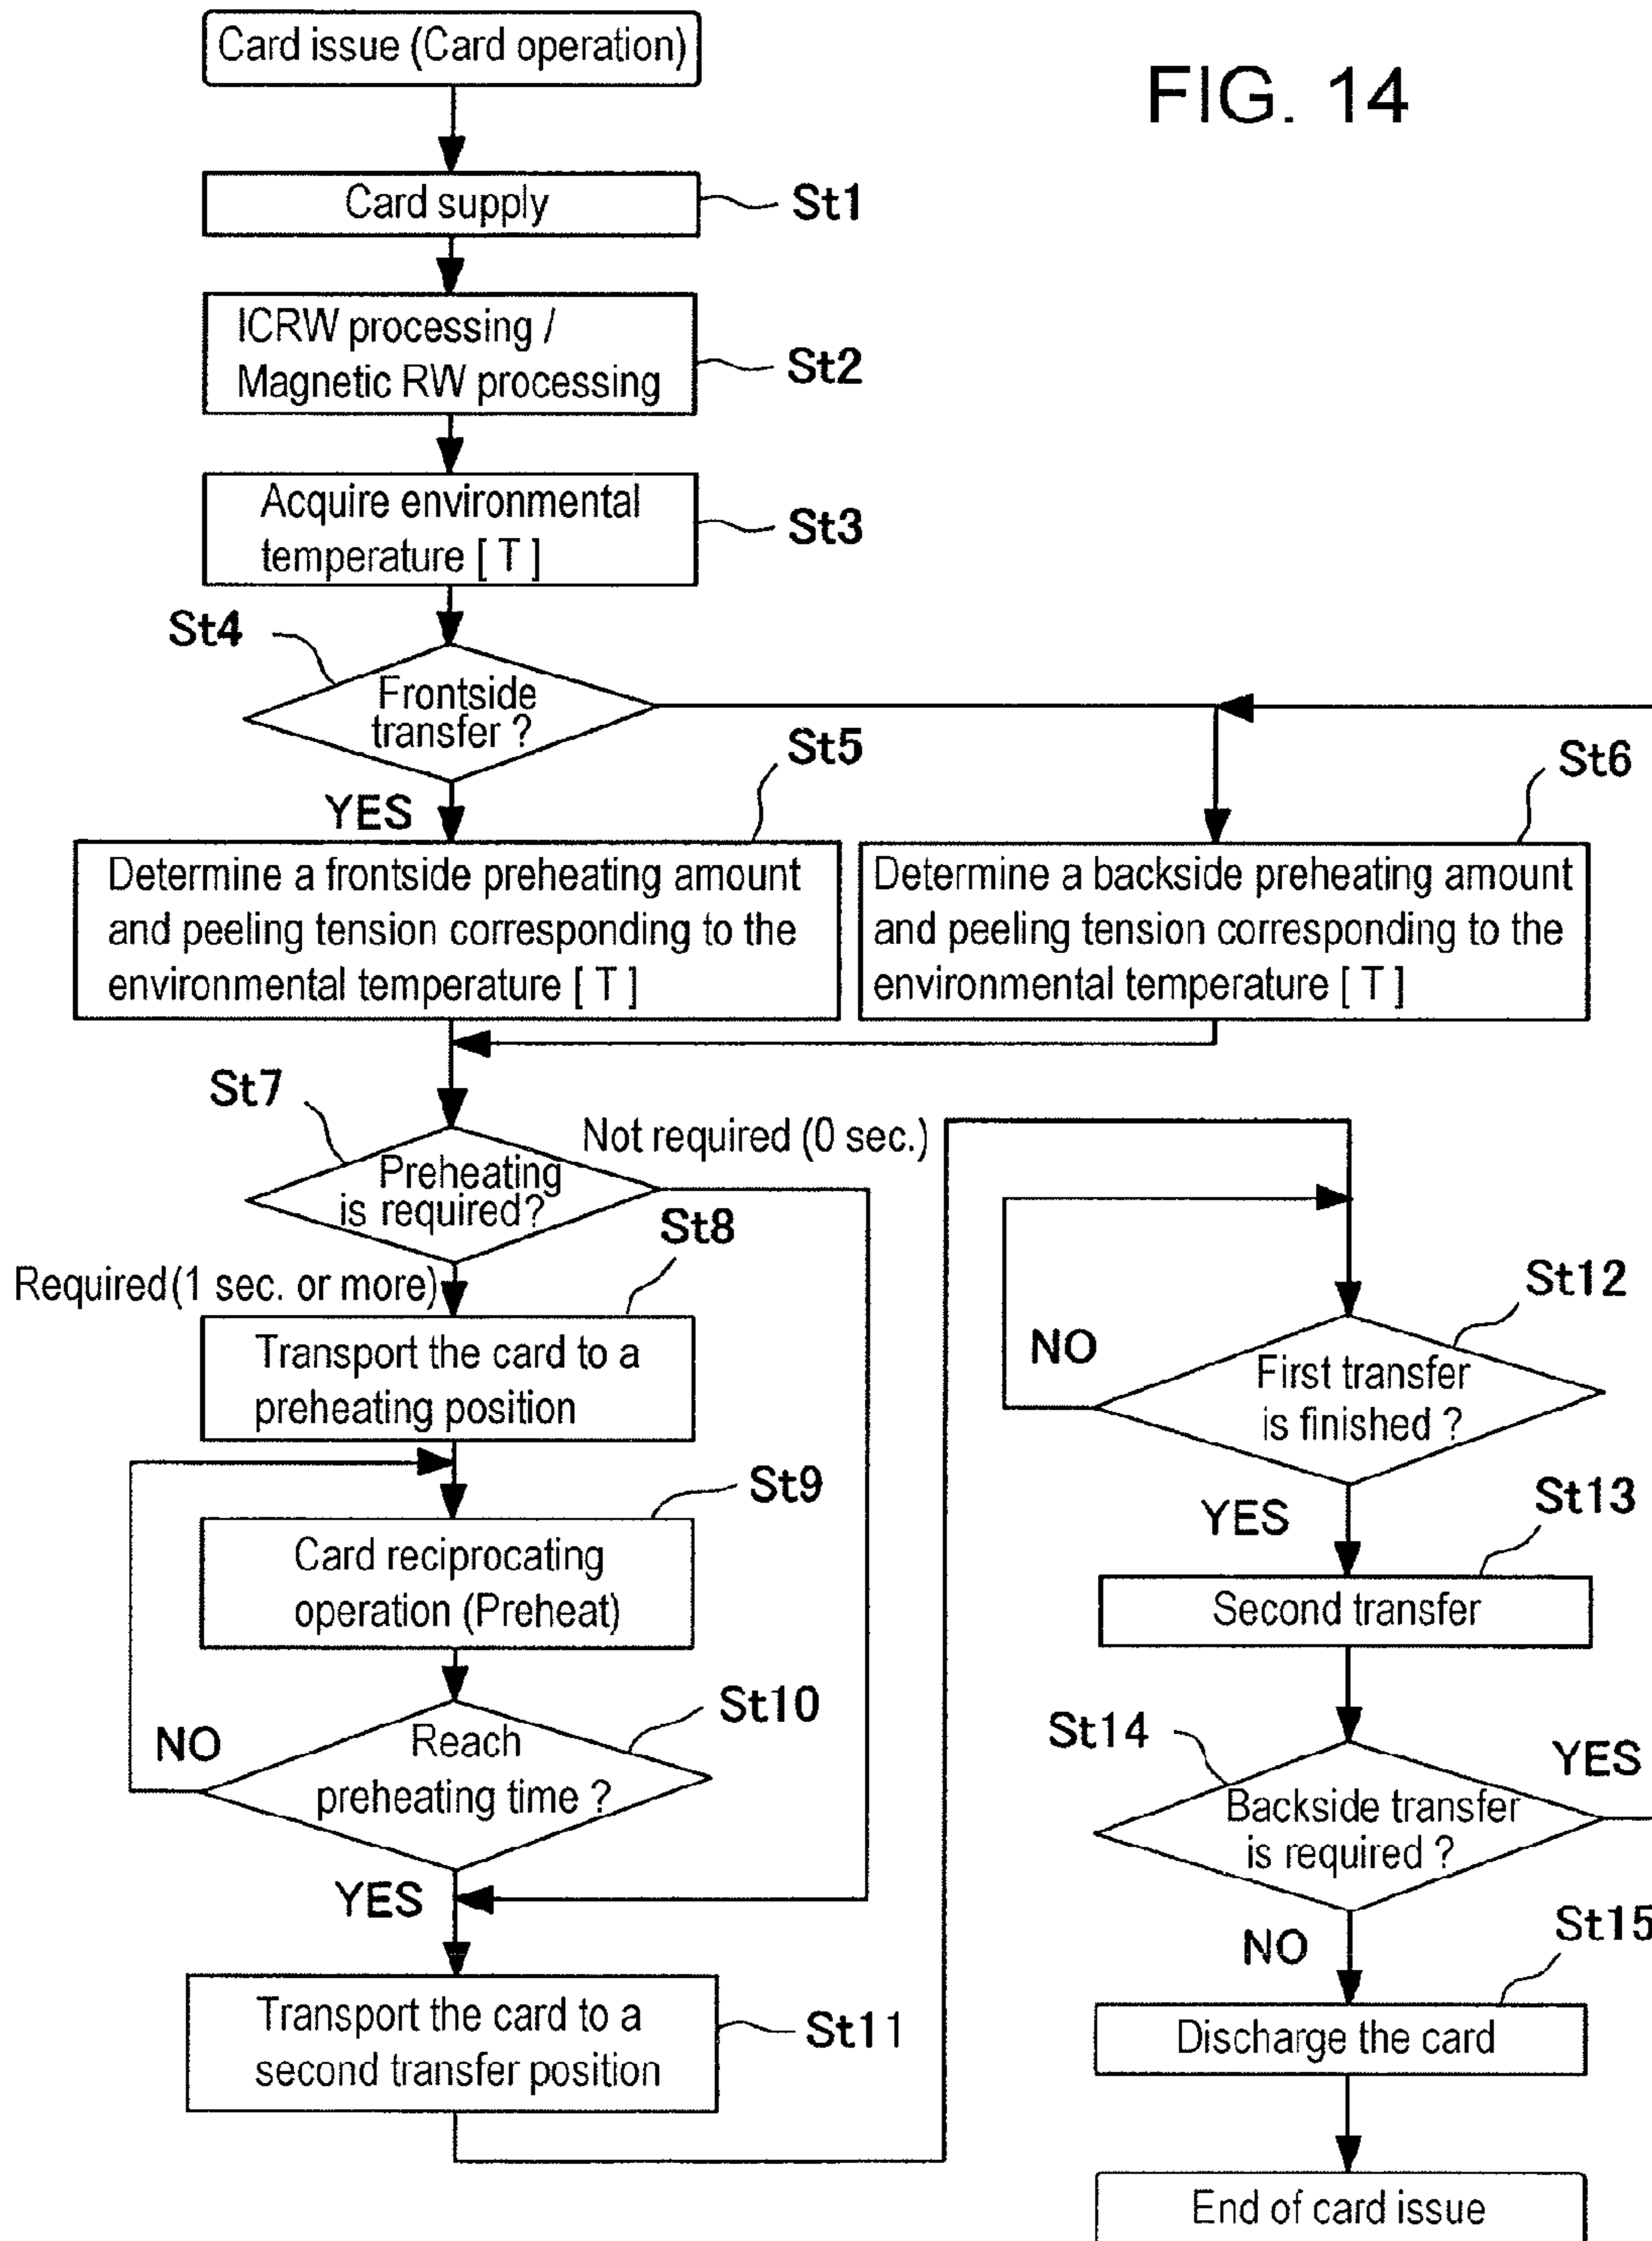 FIG. 14
Card issue (Card operation)
Card supply
St1
ICRW processing /
Magnetic RW processing
St2
Acquire environmental
temperature [ T ]
St3
St4
Frontside
transfer ?
YES
St5
Determine a frontside preheating amount
and peeling tension corresponding to the
environmental temperature [ T ]
St6
Determine a backside preheating amount
and peeling tension corresponding to the
environmental temperature [ T ]
St7
Preheating
is required?
Not required (0 sec.)
Required(1 sec. or more)
St8
Transport the card to a
preheating position
St9
Card reciprocating
operation (Preheat)
St10
Reach
preheating time ?
NO
YES
Transport the card to a
second transfer position
St11
St12
First transfer
is finished ?
NO
YES
St13
Second transfer
St14
Backside transfer
is required ?
YES
NO
St15
Discharge the card
End of card issue